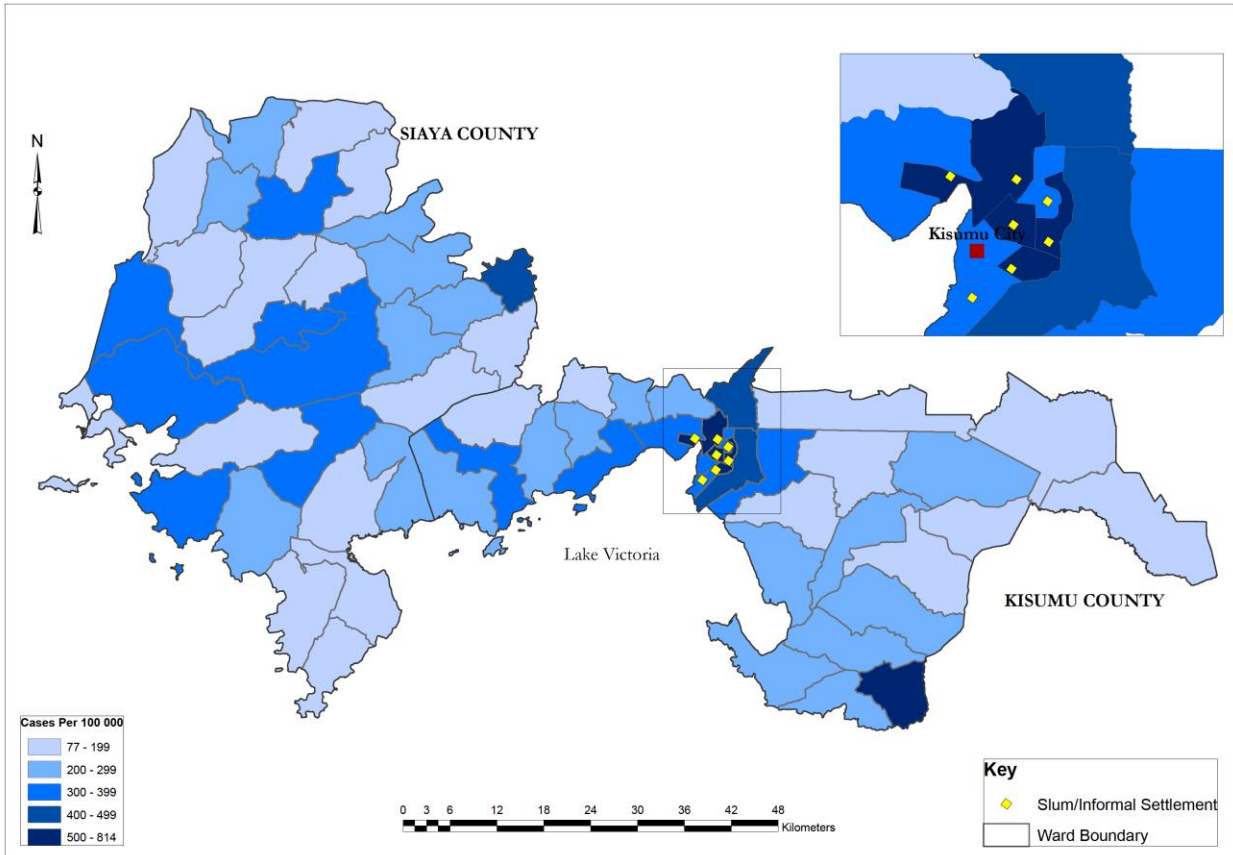 SIAYA COUNTY
N
Kisumu City
Lake Victoria
KISUMU COUNTY
Cases Per 100 000
77 - 199
200 - 299
300 - 399
400 - 499
500 - 814
0 3 6 12 18 24 30 36 42 48
Kilometers
Key
Slum/Informal Settlement
Ward Boundary